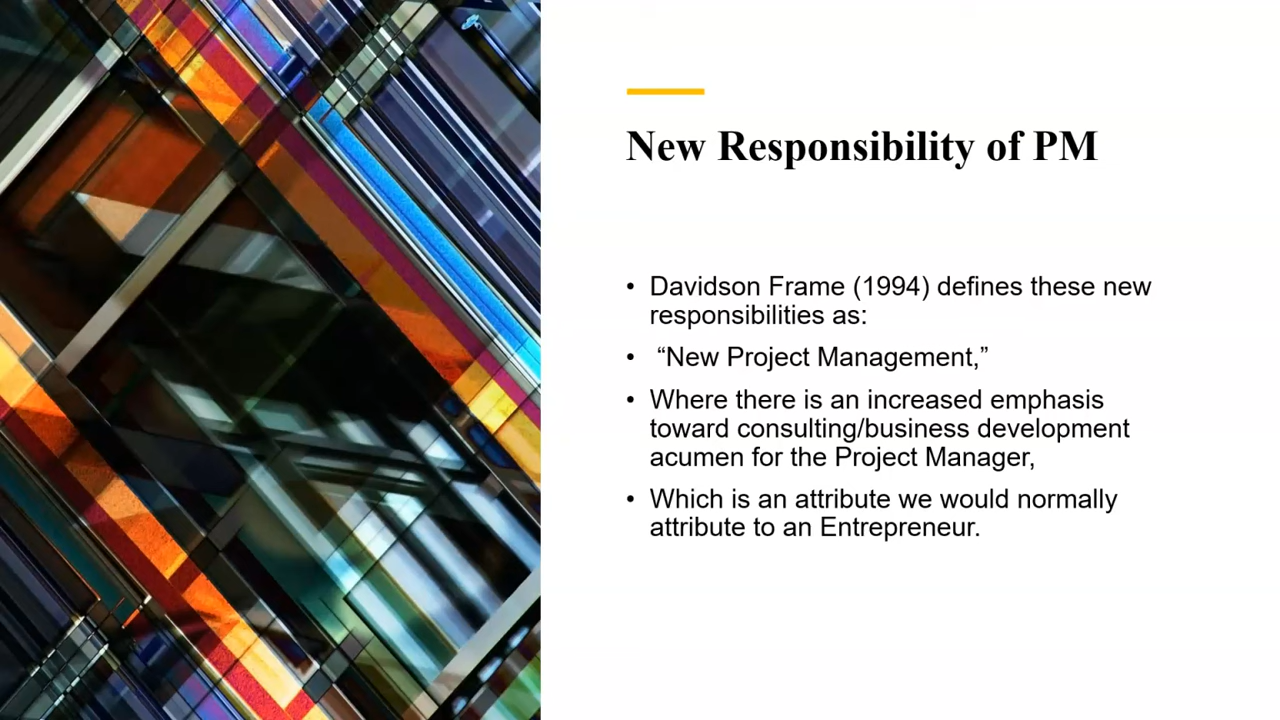 New Responsibility of PM
• Davidson Frame (1994) defines these new
responsibilities as:
• “New Project Management,”
• Where there is an increased emphasis
toward consulting/business development
acumen for the Project Manager,
• Which is an attribute we would normally
attribute to an Entrepreneur.